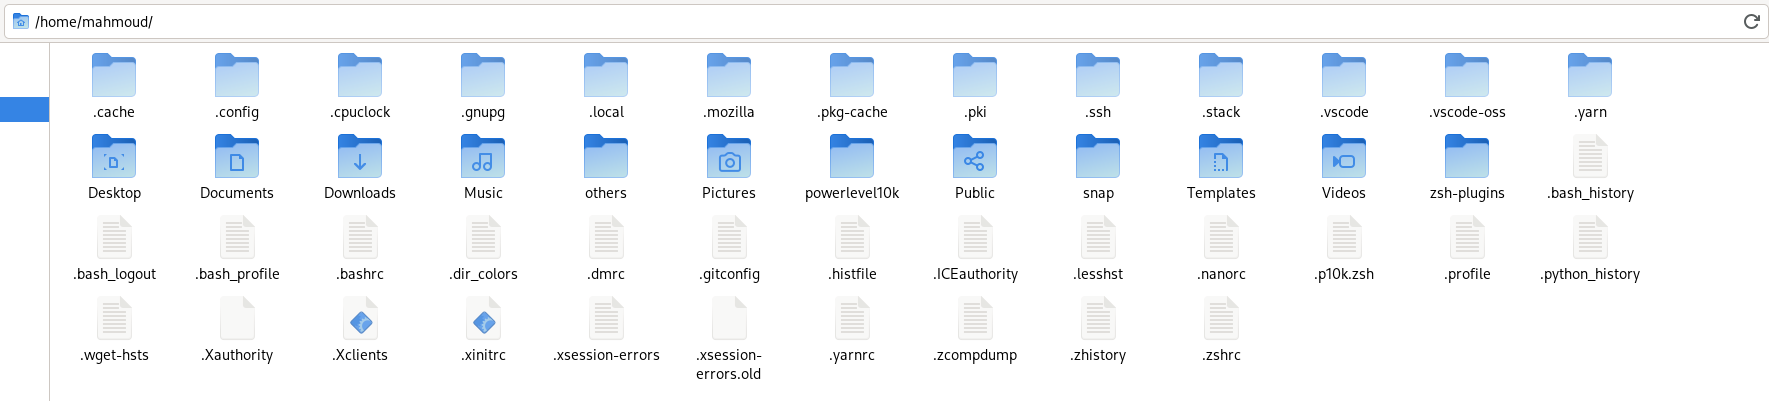 /home/mahmoud/
.cache .config .cpuclock .gnupg .local .mozilla .pkg-cache .pki .ssh .stack .vscode .vscode-oss .yarn
Desktop Documents Downloads Music others Pictures powerlevel10k Public snap Templates Videos zsh-plugins .bash_history
.bash_logout .bash_profile .bashrc .dir_colors .dmrc .gitconfig .histfile .ICEauthority .lesshst .nanorc .p10k.zsh .profile .python_history
.wget-hsts .Xauthority .Xclients .xinitrc .xsession-errors .xsession- .yarnrc .zcompdump .zhistory .zshrc
errors.old